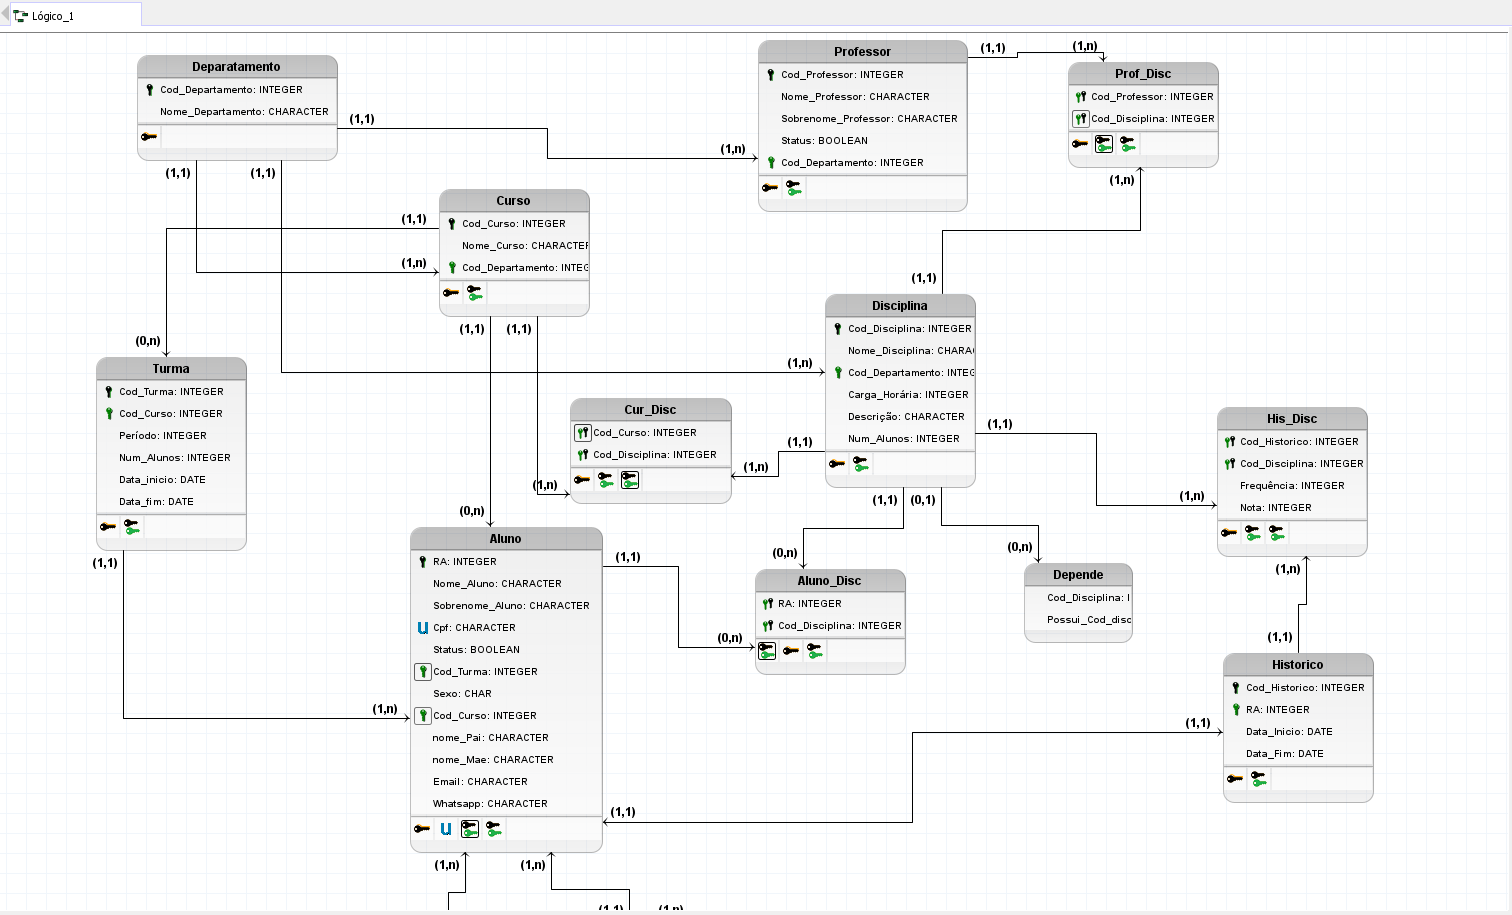 Lógico_1
Deparatamento
Cod_Departamento: INTEGER
Nome_Departamento: CHARACTER
(1,1)
(1,n)
(1,1)
(1,1)
Professor
Cod_Professor: INTEGER
Nome_Professor: CHARACTER
Sobrenome_Professor: CHARACTER
Status: BOOLEAN
Cod_Departamento: INTEGER
(1,1)
(1,n)
Prof_Disc
Cod_Professor: INTEGER
Cod_Disciplina: INTEGER
(1,n)
Curso
Cod_Curso: INTEGER
Nome_Curso: CHARACTER
Cod_Departamento: INTEG
(1,1)
(1,n)
(1,1)
(1,1)
(0,n)
Turma
Cod_Turma: INTEGER
Cod_Curso: INTEGER
Período: INTEGER
Num_Alunos: INTEGER
Data_inicio: DATE
Data_fim: DATE
(1,1)
(1,n)
(1,1)
Disciplina
Cod_Disciplina: INTEGER
Nome_Disciplina: CHARA
Cod_Departamento: INTEG
Carga_Horária: INTEGER
Descrição: CHARACTER
Num_Alunos: INTEGER
(1,n)
(1,1)
(1,n)
(1,1)
(0,1)
Cur_Disc
Cod_Curso: INTEGER
Cod_Disciplina: INTEGER
(1,n)
(1,1)
(1,n)
His_Disc
Cod_Historico: INTEGER
Cod_Disciplina: INTEGER
Frequência: INTEGER
Nota: INTEGER
(1,n)
(0,n)
Aluno
RA: INTEGER
Nome_Aluno: CHARACTER
Sobrenome_Aluno: CHARACTER
Cpf: CHARACTER
Status: BOOLEAN
Cod_Turma: INTEGER
Sexo: CHAR
Cod_Curso: INTEGER
nome_Pai: CHARACTER
nome_Mae: CHARACTER
Email: CHARACTER
Whatsapp: CHARACTER
(1,1)
(0,n)
(0,n)
Aluno_Disc
RA: INTEGER
Cod_Disciplina: INTEGER
(0,n)
Depende
Cod_Disciplina: I
Possui_Cod_disc
(1,1)
Historico
Cod_Historico: INTEGER
RA: INTEGER
Data_Inicio: DATE
Data_Fim: DATE
(1,1)
(1,1)
(1,n)
(1,n)
(1,1)
(1,n)